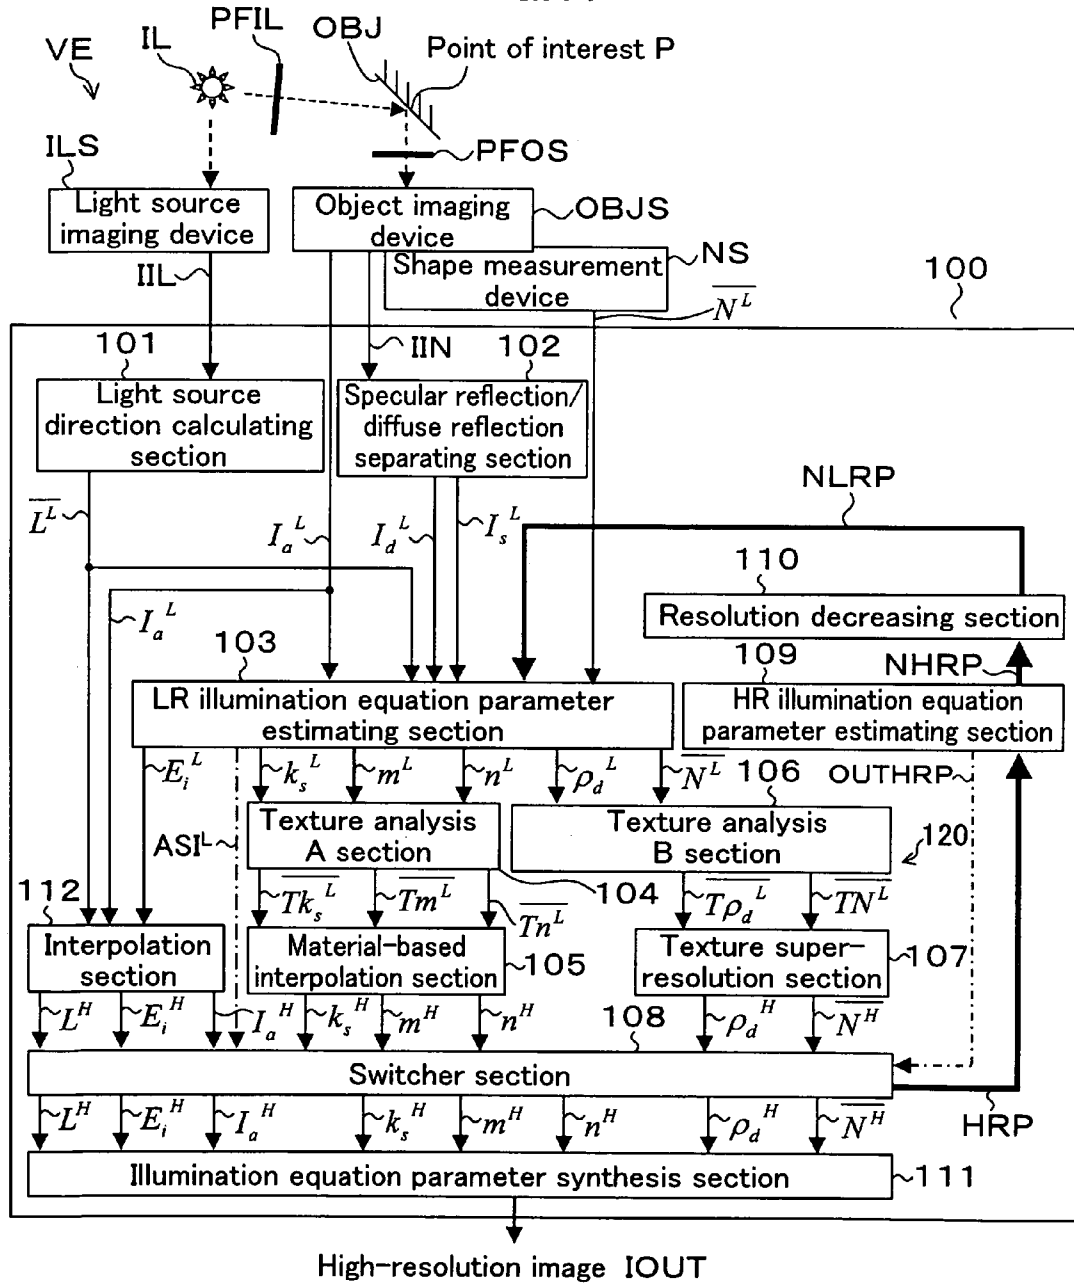 PFIL
OBJ
IL
VE
Point of interest P
ILS
PFOS
Light source
imaging device
Object imaging
device
OBJS
Shape measurement
device
NS
IIL
100
N^L
101
IIN
102
Light source
direction calculating
section
Specular reflection/
diffuse reflection
separating section
NLRP
L^L
I_a^L
I_d^L
I_s^L
110
I_a^L
Resolution decreasing section
103
NHRP
109
LR illumination equation parameter
estimating section
HR illumination equation
parameter estimating section
E_i^L
k_s^L
m^L
n^L
ρ_d^L
N^L
106
OUTHRP
ASI^L
Texture analysis
A section
Texture analysis
B section
120
112
Tk_s^L
Tm^L
Tn^L
104
Tρ_d^L
TN^L
Interpolation
section
Material-based
interpolation section
105
Texture super-
resolution section
107
L^H
E_i^H
I_a^H
k_s^H
m^H
n^H
108
ρ_d^H
N^H
Switcher section
L^H
E_i^H
I_a^H
k_s^H
m^H
n^H
ρ_d^H
N^H
HRP
Illumination equation parameter synthesis section
111
High-resolution image IOUT